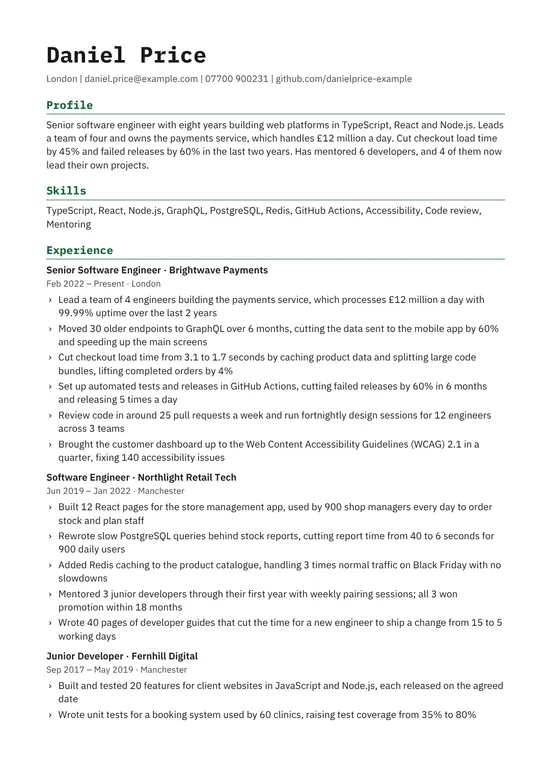 Daniel Price
London | daniel.price@example.com | 07700 900231 | github.com/danielprice-example
Profile
Senior software engineer with eight years building web platforms in TypeScript, React and Node.js. Leads
a team of four and owns the payments service, which handles £12 million a day. Cut checkout load time
by 45% and failed releases by 60% in the last two years. Has mentored 6 developers, and 4 of them now
lead their own projects.
Skills
TypeScript, React, Node.js, GraphQL, PostgreSQL, Redis, GitHub Actions, Accessibility, Code review,
Mentoring
Experience
Senior Software Engineer · Brightwave Payments
Feb 2022 – Present · London
› Lead a team of 4 engineers building the payments service, which processes £12 million a day with
99.99% uptime over the last 2 years
› Moved 30 older endpoints to GraphQL over 6 months, cutting the data sent to the mobile app by 60%
and speeding up the main screens
› Cut checkout load time from 3.1 to 1.7 seconds by caching product data and splitting large code
bundles, lifting completed orders by 4%
› Set up automated tests and releases in GitHub Actions, cutting failed releases by 60% in 6 months
and releasing 5 times a day
› Review code in around 25 pull requests a week and run fortnightly design sessions for 12 engineers
across 3 teams
› Brought the customer dashboard up to the Web Content Accessibility Guidelines (WCAG) 2.1 in a
quarter, fixing 140 accessibility issues
Software Engineer · Northlight Retail Tech
Jun 2019 – Jan 2022 · Manchester
› Built 12 React pages for the store management app, used by 900 shop managers every day to order
stock and plan staff
› Rewrote slow PostgreSQL queries behind stock reports, cutting report time from 40 to 6 seconds for
900 daily users
› Added Redis caching to the product catalogue, handling 3 times normal traffic on Black Friday with no
slowdowns
› Mentored 3 junior developers through their first year with weekly pairing sessions; all 3 won
promotion within 18 months
› Wrote 40 pages of developer guides that cut the time for a new engineer to ship a change from 15 to 5
working days
Junior Developer · Fernhill Digital
Sep 2017 – May 2019 · Manchester
› Built and tested 20 features for client websites in JavaScript and Node.js, each released on the agreed
date
› Wrote unit tests for a booking system used by 60 clinics, raising test coverage from 35% to 80%